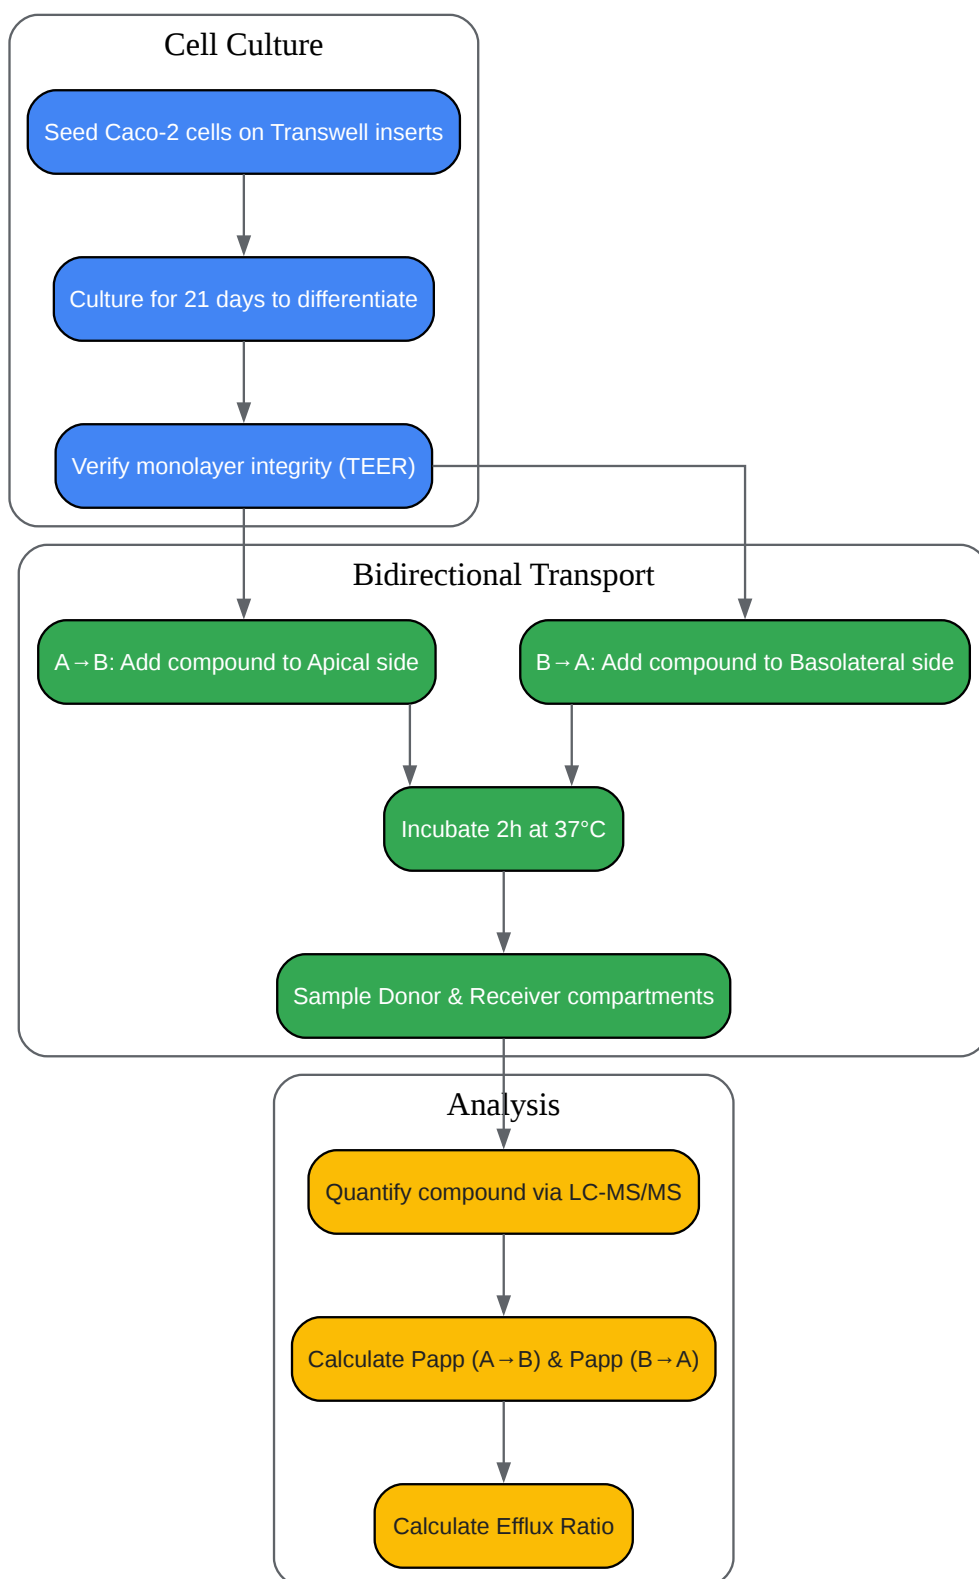 Cell Culture
Seed Caco-2 cells on Transwell inserts
Culture for 21 days to differentiate
Verify monolayer integrity (TEER)
Bidirectional Transport
A→B: Add compound to Apical side
B→A: Add compound to Basolateral side
Incubate 2h at 37°C
Sample Donor & Receiver compartments
Analysis
Quantify compound via LC-MS/MS
Calculate Papp (A→B) & Papp (B→A)
Calculate Efflux Ratio